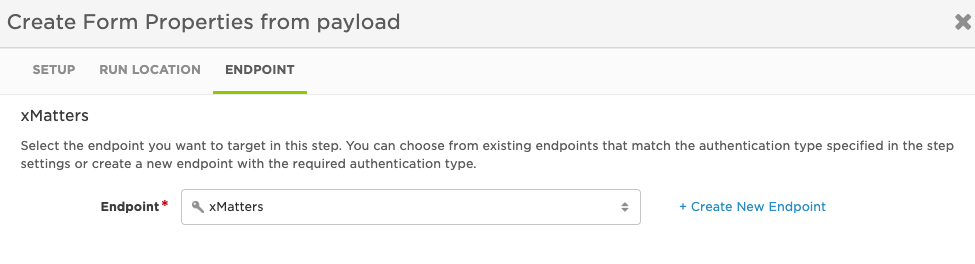 Create Form Properties from payload
SETUP RUN LOCATION ENDPOINT
xMatters
Select the endpoint you want to target in this step. You can choose from existing endpoints that match the authentication type specified in the step
settings or create a new endpoint with the required authentication type.
Endpoint* xMatters + Create New Endpoint